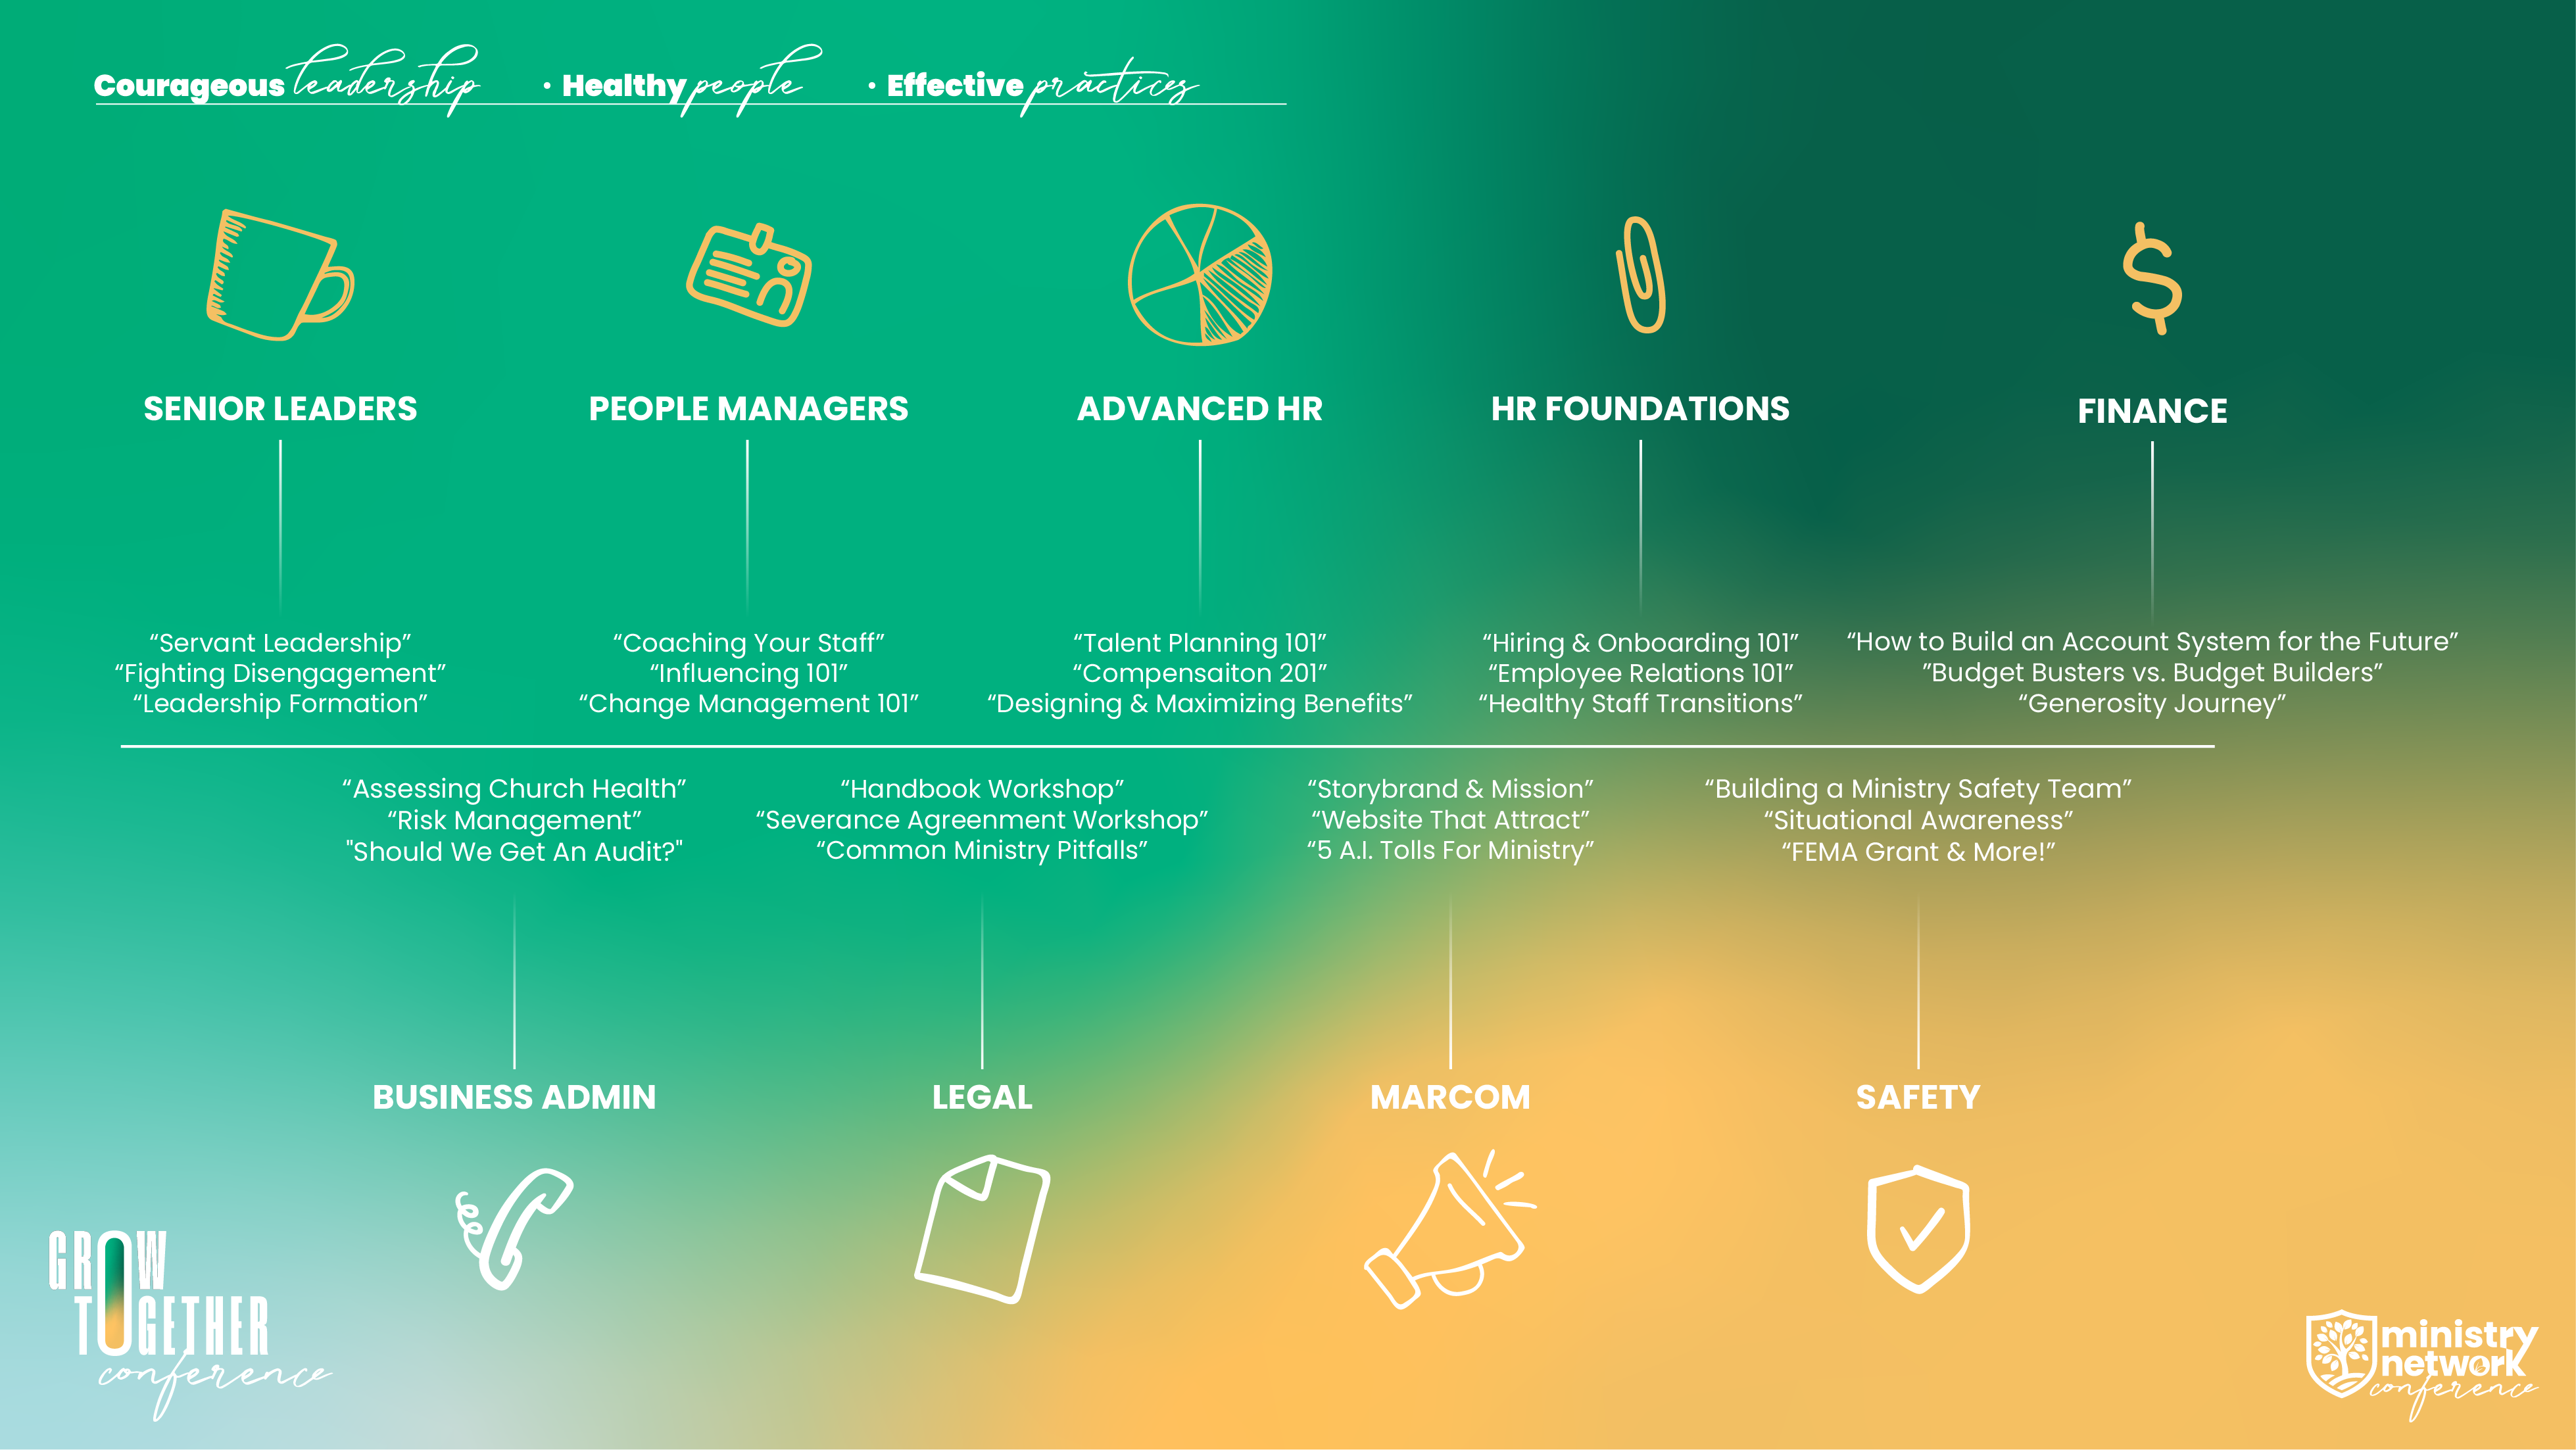 Courageous leadership • Healthy people • Effective practices
SENIOR LEADERS
“Servant Leadership”
“Fighting Disengagement”
“Leadership Formation”
PEOPLE MANAGERS
“Coaching Your Staff”
“Influencing 101”
“Change Management 101”
ADVANCED HR
“Talent Planning 101”
“Compensaiton 201”
“Designing & Maximizing Benefits”
HR FOUNDATIONS
“Hiring & Onboarding 101”
“Employee Relations 101”
“Healthy Staff Transitions”
FINANCE
“How to Build an Account System for the Future”
”Budget Busters vs. Budget Builders”
“Generosity Journey”
“Assessing Church Health”
“Risk Management”
"Should We Get An Audit?"
BUSINESS ADMIN
“Handbook Workshop”
“Severance Agreenment Workshop”
“Common Ministry Pitfalls”
LEGAL
“Storybrand & Mission”
“Website That Attract”
“5 A.I. Tolls For Ministry”
MARCOM
“Building a Ministry Safety Team”
“Situational Awareness”
“FEMA Grant & More!”
SAFETY
GROW
TOGETHER
conference
ministry
network
conference